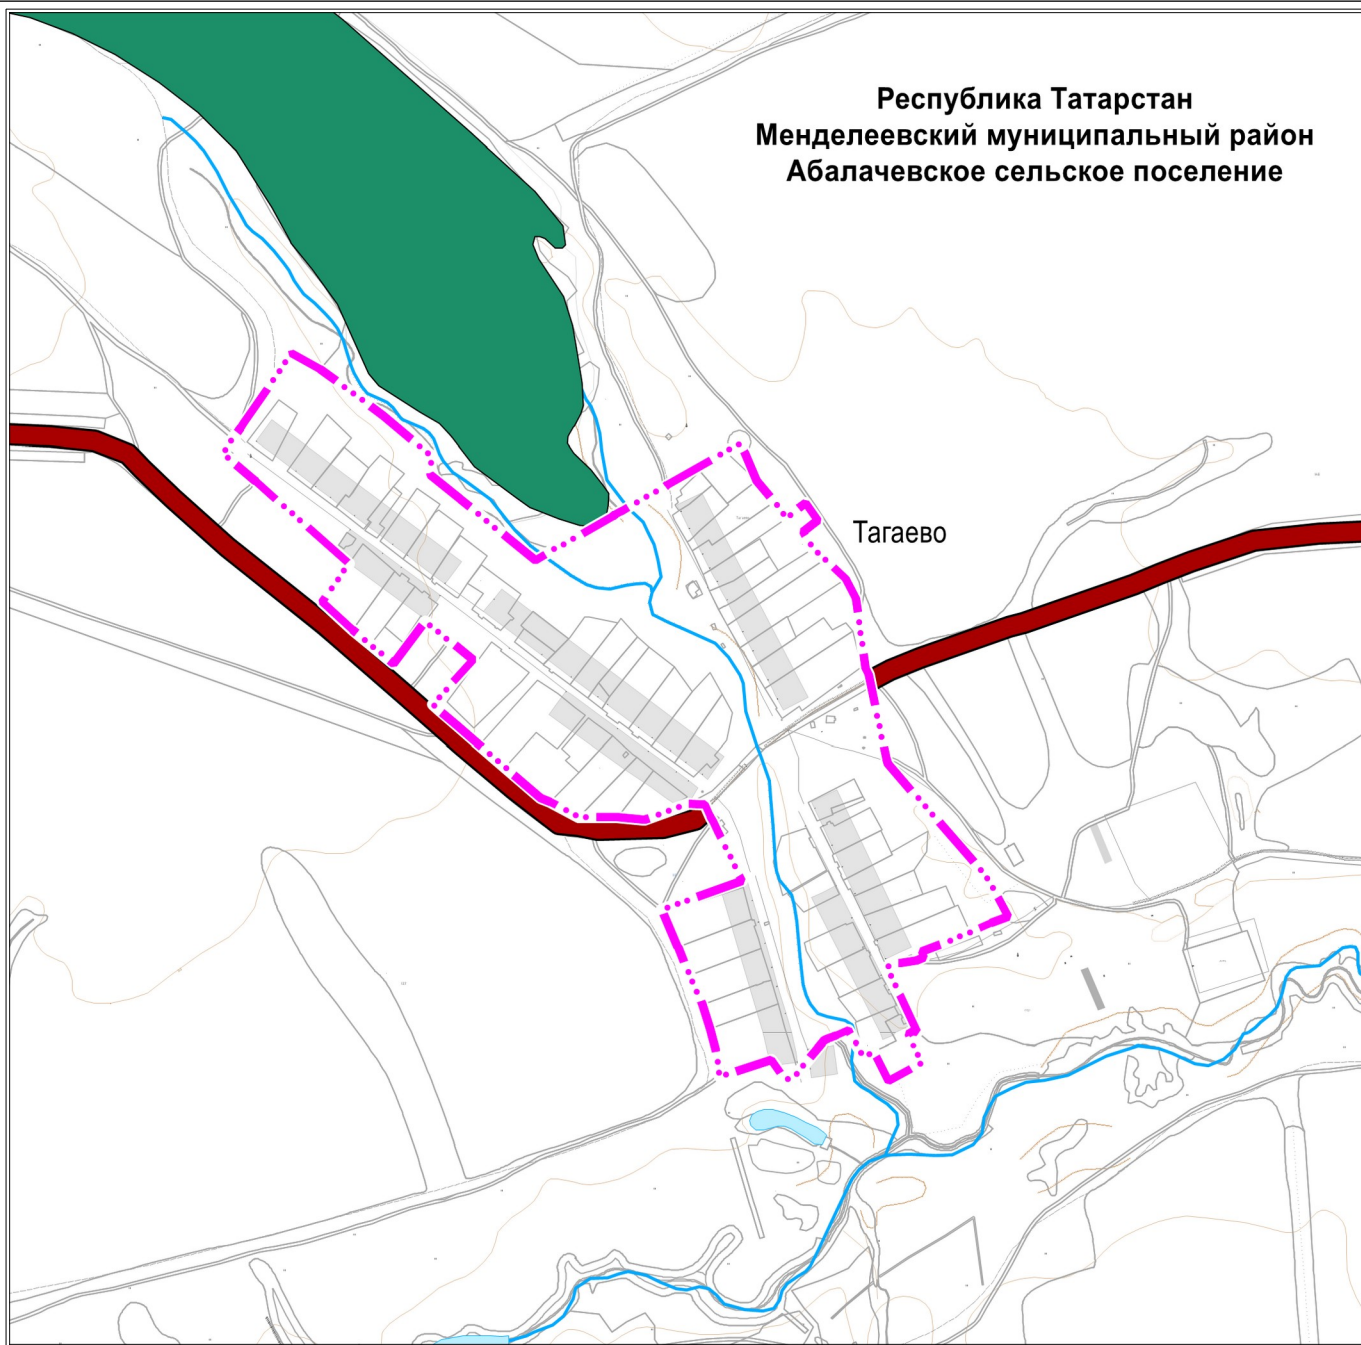 Республика Татарстан
Менделеевский муниципальный район
Абалачевское сельское поселение
Тагаево